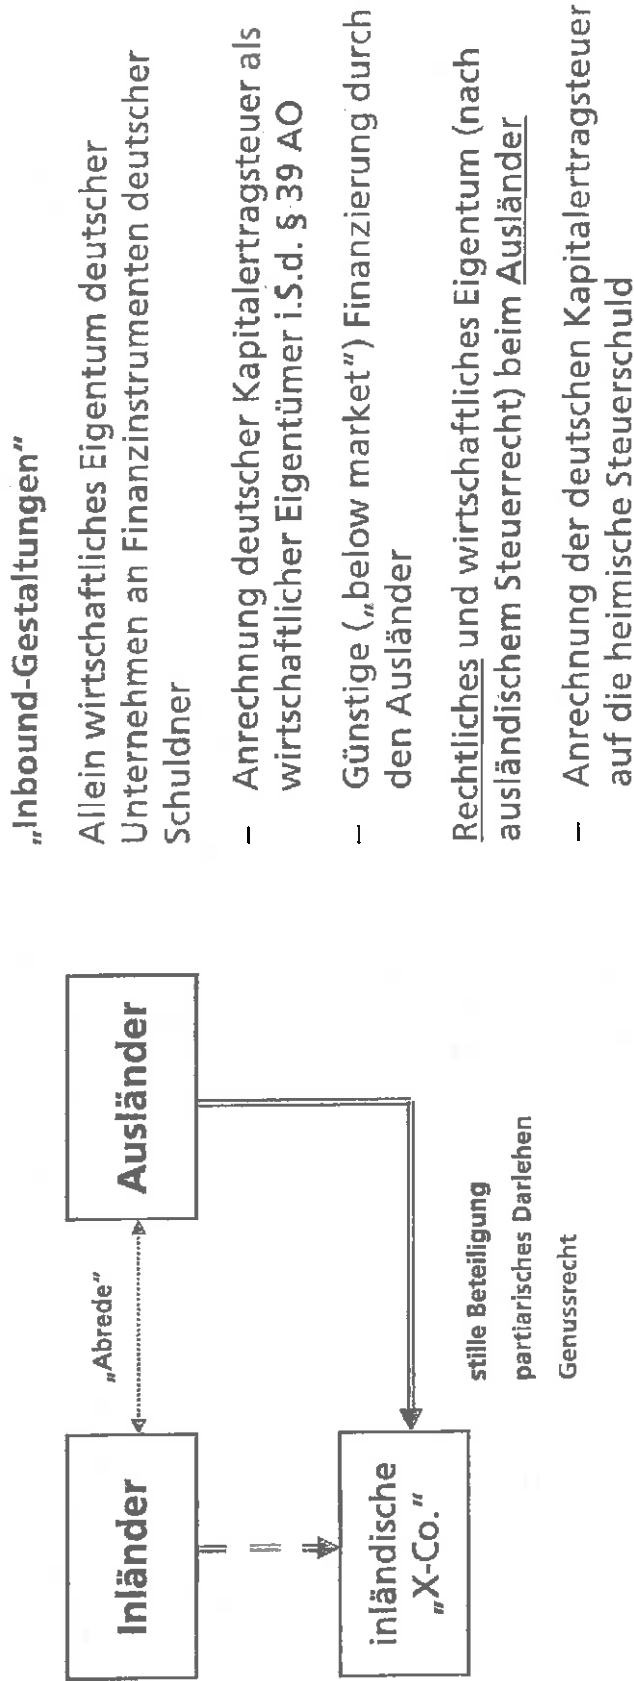 „Inbound-Gestaltungen“
Allein wirtschaftliches Eigentum deutscher
Unternehmen an Finanzinstrumenten deutscher
Schuldner
– Anrechnung deutscher Kapitalertragsteuer als
wirtschaftlicher Eigentümer i.S.d. § 39 AO
– Günstige („below market“) Finanzierung durch
den Ausländer
Rechtliches und wirtschaftliches Eigentum (nach
ausländischem Steuerrecht) beim Ausländer
– Anrechnung der deutschen Kapitalertragsteuer
auf die heimische Steuerschuld
Inländer
„Abrede“
Ausländer
inländische
„X-Co.“
stille Beteiligung
partiarisches Darlehen
Genussrecht